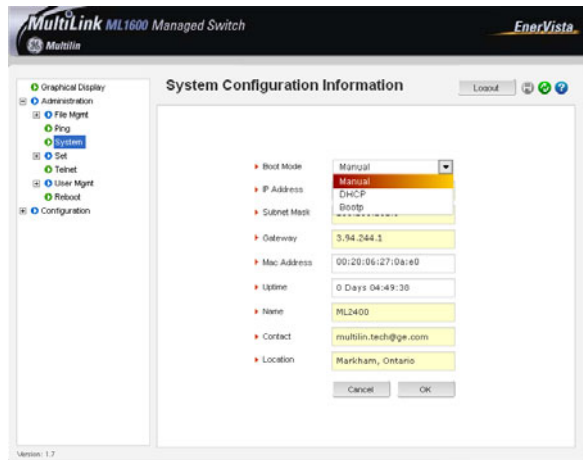 MultiLink ML1600 Managed Switch
EnerVista
Multilin
Graphical Display
Administration
File Mgmt
Ping
System
Set
Telnet
User Mgmt
Reboot
Configuration
System Configuration Information
Logout
Boot Mode
Manual
Manual
DHCP
Bootp
IP Address
Subnet Mask
Gateway
3.94.244.1
Mac Address
00:20:06:27:0a:e0
Uptime
0 Days 04:49:38
Name
ML2400
Contact
multilin.tech@ge.com
Location
Markham, Ontario
Cancel
OK
Version: 1.7